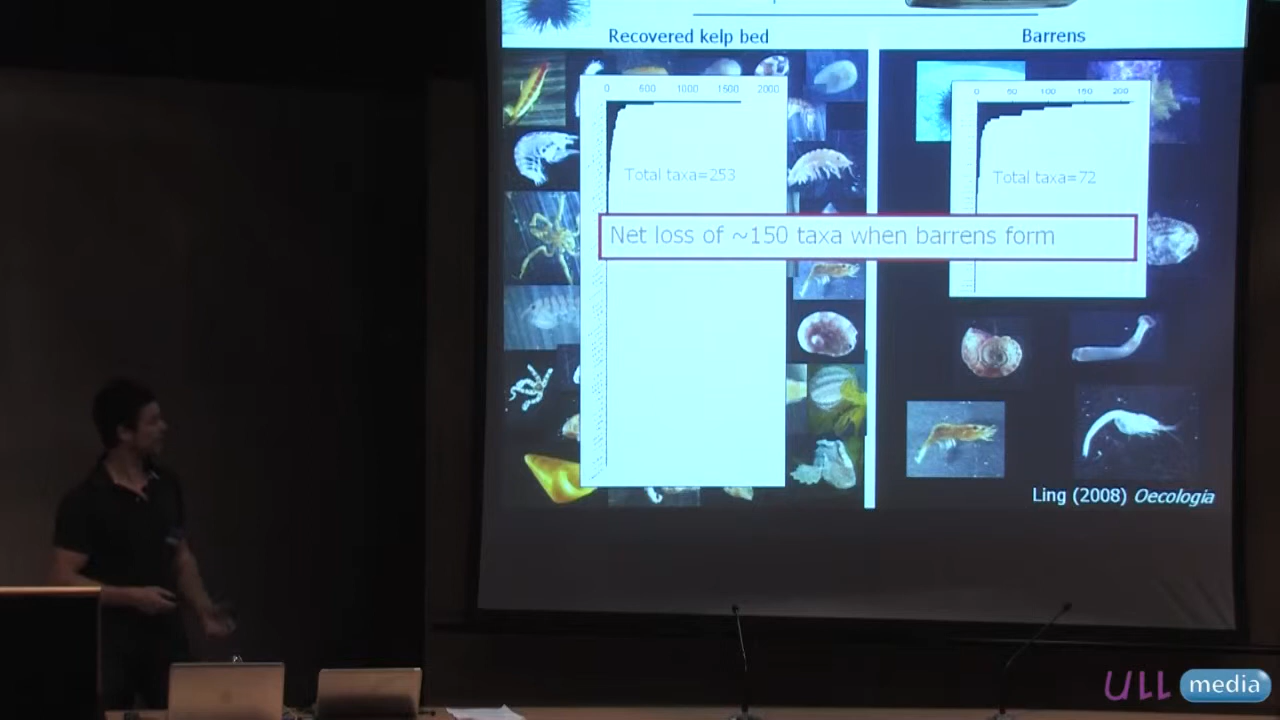 Recovered kelp bed
Barrens
0 500 1000 1500 2000
0 50 100 150 200
Total taxa=253
Total taxa=72
Net loss of ~150 taxa when barrens form
Ling (2008) Oecologia
ULL media